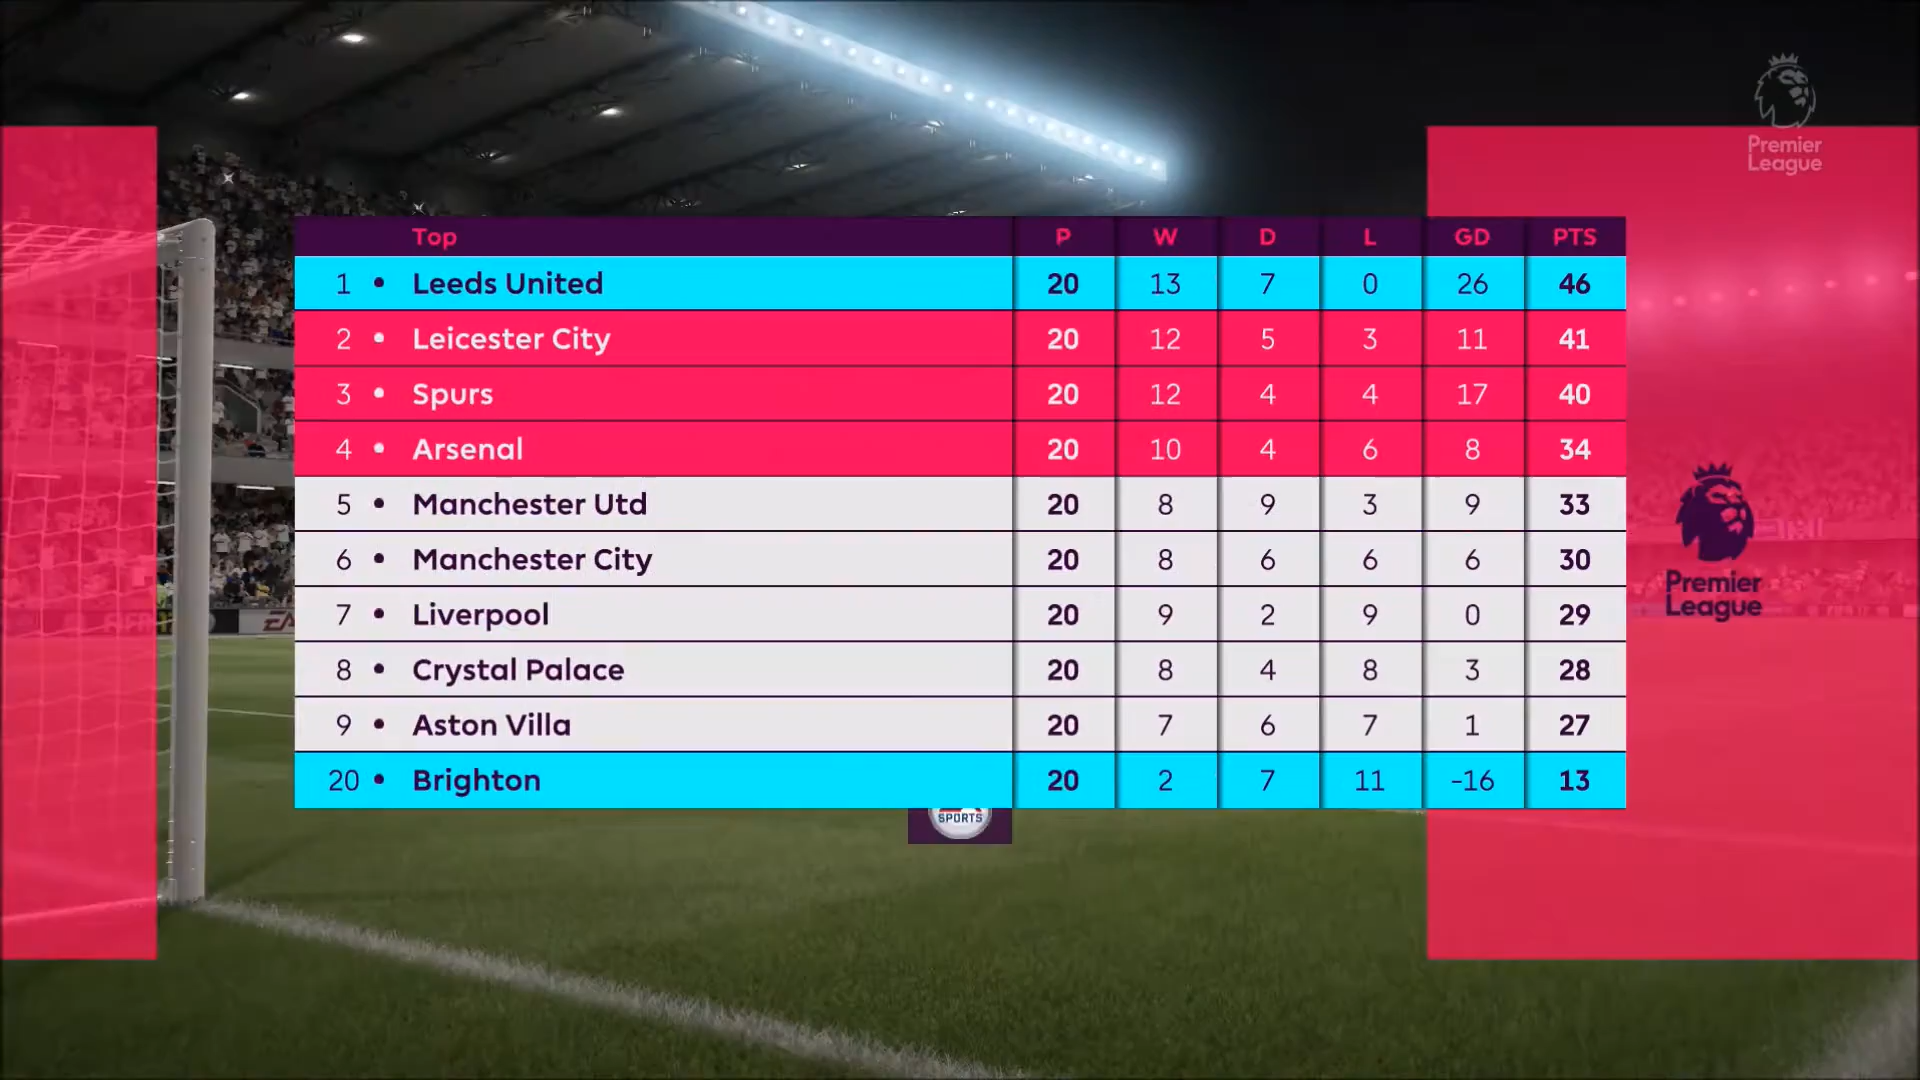 Premier
League
Top P W D L GD PTS
1 • Leeds United 20 13 7 0 26 46
2 • Leicester City 20 12 5 3 11 41
3 • Spurs 20 12 4 4 17 40
4 • Arsenal 20 10 4 6 8 34
5 • Manchester Utd 20 8 9 3 9 33
6 • Manchester City 20 8 6 6 6 30
7 • Liverpool 20 9 2 9 0 29
8 • Crystal Palace 20 8 4 8 3 28
9 • Aston Villa 20 7 6 7 1 27
20 • Brighton 20 2 7 11 -16 13
Premier
League
SPORTS